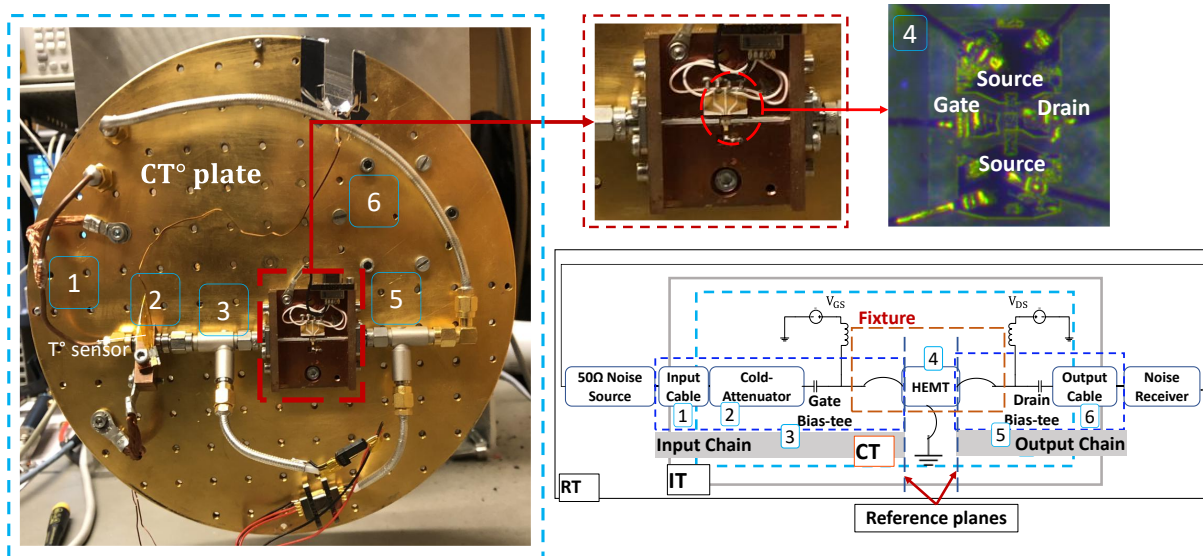 CT° plate
6
1
2
3
5
T° sensor
4
Source
Gate
Drain
Source
V_GS
V_DS
Fixture
4
50Ω Noise
Source
Input
Cable
1
Cold-
Attenuator
2
Gate
Bias-tee
3
HEMT
Drain
Bias-tee
5
Output
Cable
6
Noise
Receiver
Input Chain
CT
Output Chain
RT
IT
Reference planes